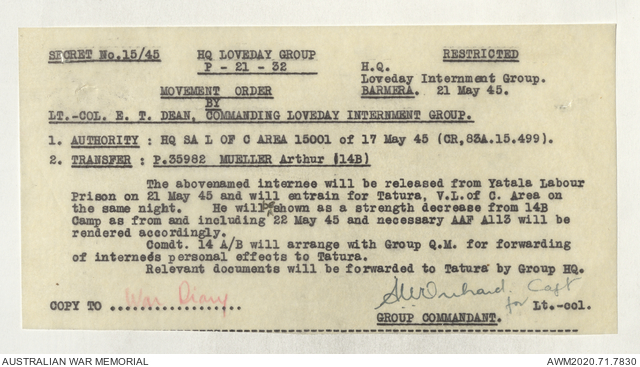 SECRET No.15/45 HQ LOVEDAY GROUP RESTRICTED
P - 21 - 32 H.Q.
Loveday Internment Group.
MOVEMENT ORDER BARMERA. 21 May 45.
BY
LT.-COL. E. T. DEAN, COMMANDING LOVEDAY INTERNMENT GROUP.
1. AUTHORITY : HQ SA L OF C AREA 15001 of 17 May 45 (CR,83A.15.499).
2. TRANSFER : P.35982 MUELLER Arthur (14B)
The abovenamed internee will be released from Yatala Labour
Prison on 21 May 45 and will entrain for Tatura, V.L.of C. Area on
the same night. He will be shown as a strength decrease from 14B
Camp as from and including 22 May 45 and necessary AAF A113 will be
rendered accordingly.
Comdt. 14 A/B will arrange with Group Q.M. for forwarding
of internees personal effects to Tatura.
Relevant documents will be forwarded to Tatura by Group HQ.
COPY TO War Diary
Capt
for Lt.-col.
GROUP COMMANDANT.
AUSTRALIAN WAR MEMORIAL AWM2020.71.7830